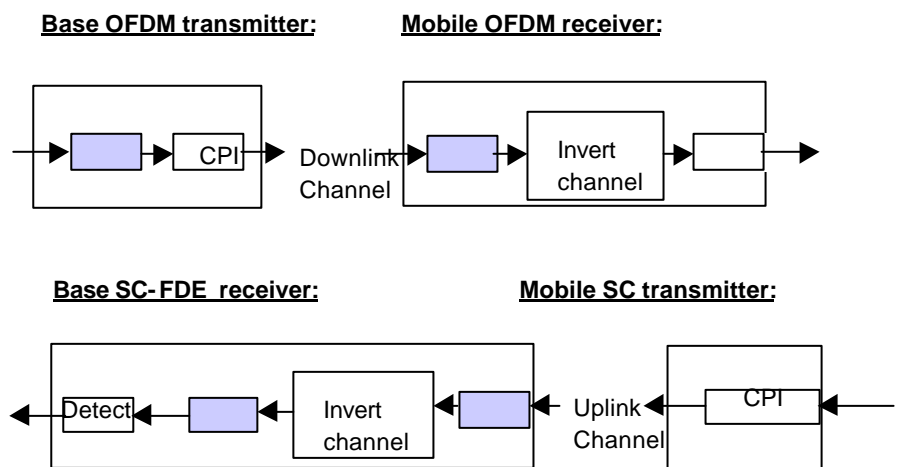 Base OFDM transmitter:
Mobile OFDM receiver:
CPI
Downlink
Channel
Invert
channel
Base SC-FDE receiver:
Mobile SC transmitter:
Detect
Invert
channel
Uplink
Channel
CPI